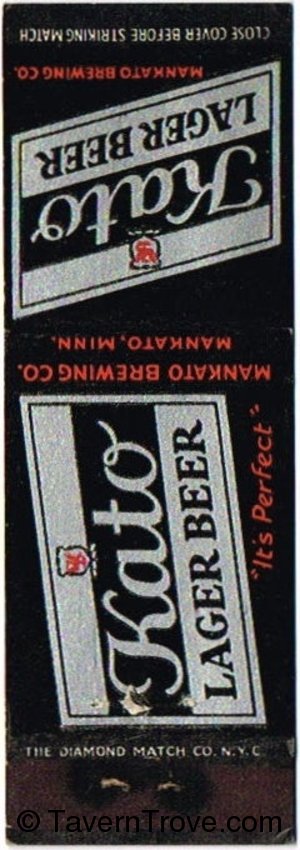 CLOSE COVER BEFORE STRIKING MATCH
MANKATO BREWING CO.
Kato
LAGER BEER
MANKATO BREWING CO.
MANKATO, MINN.
Kato
LAGER BEER
"It's Perfect"
THE DIAMOND MATCH CO. N.Y.C.
© TavernTrove.com